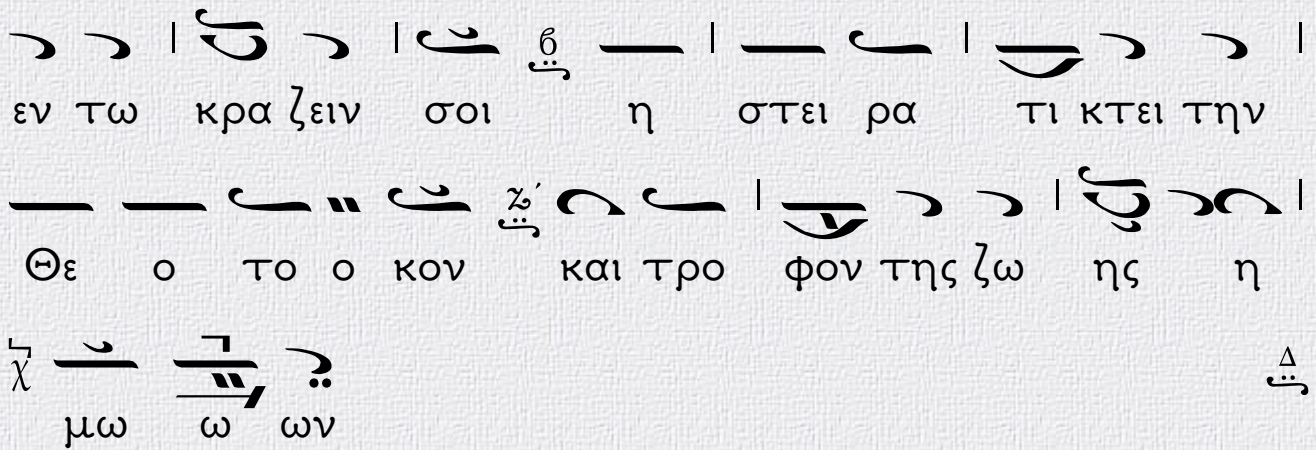 εν τω κρα ζειν σοι η στει ρα τι κτει την
Θε ο το ο κον και τρο φον της ζω ης η
μω ω ων